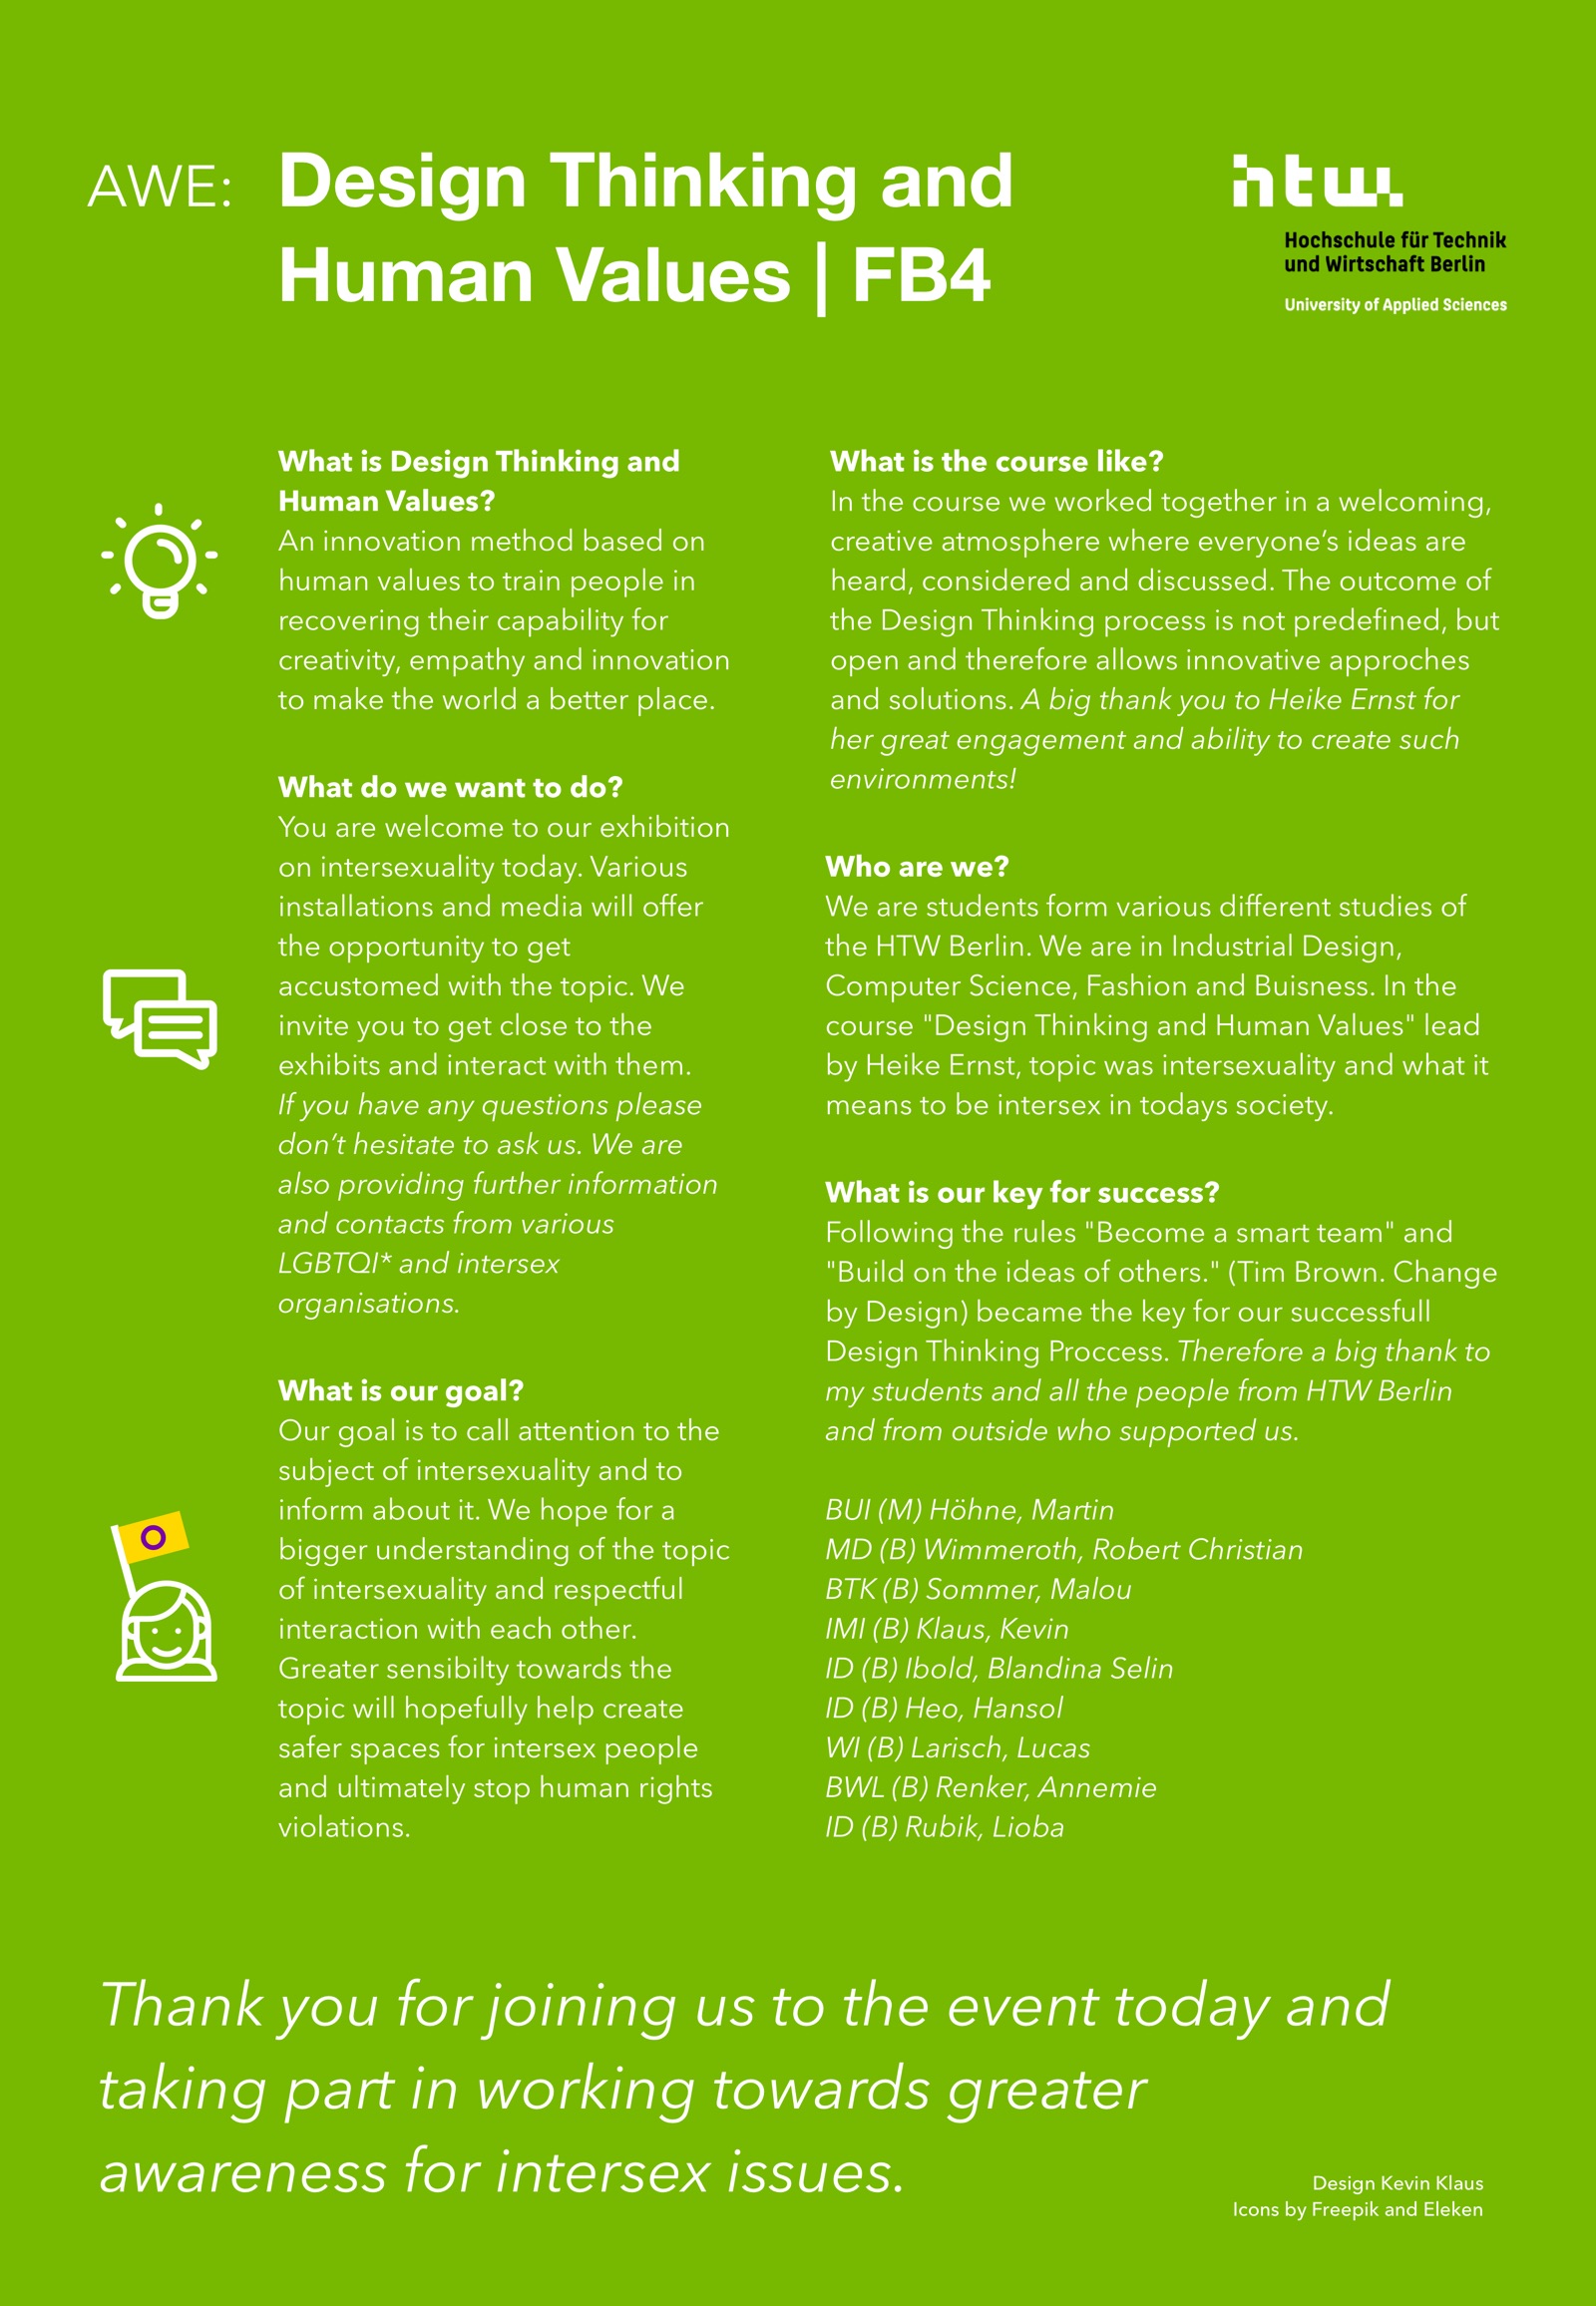 AWE: Design Thinking and
Human Values | FB4
htw.
Hochschule für Technik
und Wirtschaft Berlin
University of Applied Sciences
What is Design Thinking and
Human Values?
An innovation method based on
human values to train people in
recovering their capability for
creativity, empathy and innovation
to make the world a better place.
What do we want to do?
You are welcome to our exhibition
on intersexuality today. Various
installations and media will offer
the opportunity to get
accustomed with the topic. We
invite you to get close to the
exhibits and interact with them.
If you have any questions please
don’t hesitate to ask us. We are
also providing further information
and contacts from various
LGBTQI* and intersex
organisations.
What is our goal?
Our goal is to call attention to the
subject of intersexuality and to
inform about it. We hope for a
bigger understanding of the topic
of intersexuality and respectful
interaction with each other.
Greater sensibilty towards the
topic will hopefully help create
safer spaces for intersex people
and ultimately stop human rights
violations.
What is the course like?
In the course we worked together in a welcoming,
creative atmosphere where everyone’s ideas are
heard, considered and discussed. The outcome of
the Design Thinking process is not predefined, but
open and therefore allows innovative approches
and solutions. A big thank you to Heike Ernst for
her great engagement and ability to create such
environments!
Who are we?
We are students form various different studies of
the HTW Berlin. We are in Industrial Design,
Computer Science, Fashion and Buisness. In the
course "Design Thinking and Human Values" lead
by Heike Ernst, topic was intersexuality and what it
means to be intersex in todays society.
What is our key for success?
Following the rules "Become a smart team" and
"Build on the ideas of others." (Tim Brown. Change
by Design) became the key for our successfull
Design Thinking Proccess. Therefore a big thank to
my students and all the people from HTW Berlin
and from outside who supported us.
BUI (M) Höhne, Martin
MD (B) Wimmeroth, Robert Christian
BTK (B) Sommer, Malou
IMI (B) Klaus, Kevin
ID (B) Ibold, Blandina Selin
ID (B) Heo, Hansol
WI (B) Larisch, Lucas
BWL (B) Renker, Annemie
ID (B) Rubik, Lioba
Thank you for joining us to the event today and
taking part in working towards greater
awareness for intersex issues.
Design Kevin Klaus
Icons by Freepik and Eleken